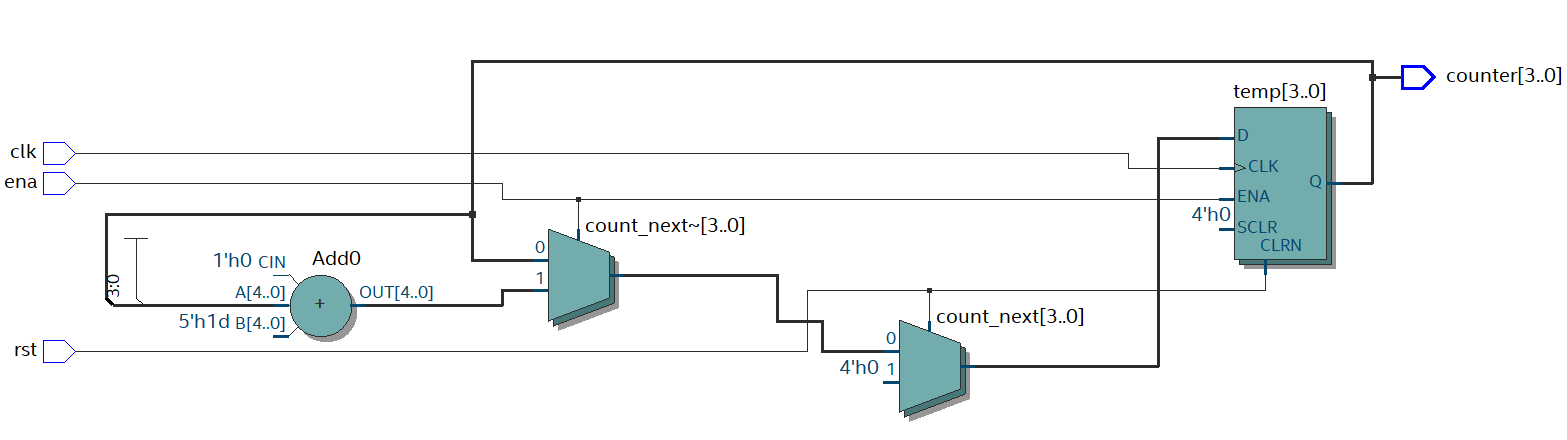 counter[3..0]
temp[3..0]
D
clk
CLK
ena
Q
ENA
4'h0
SCLR
CLRN
count_next~[3..0]
0
1
1'h0 CIN
Add0
3:0
A[4..0]
+
OUT[4..0]
5'h1d B[4..0]
count_next[3..0]
rst
0
4'h0 1